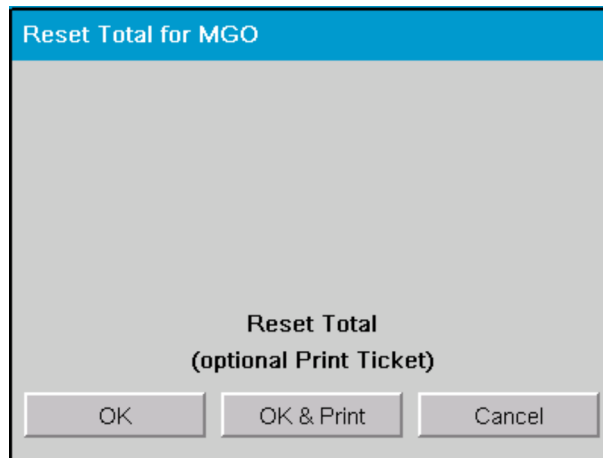 Reset Total for MGO
Reset Total
(optional Print Ticket)
OK
OK & Print
Cancel